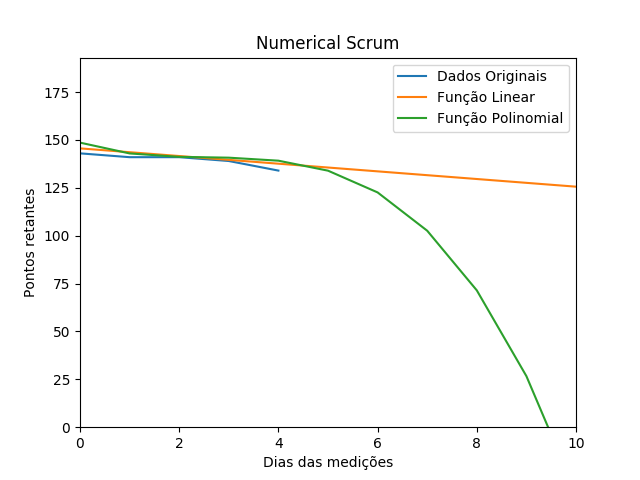 Numerical Scrum
Dados Originais
Função Linear
Função Polinomial
Pontos retantes
175
150
125
100
75
50
25
0
0 2 4 6 8 10
Dias das medições